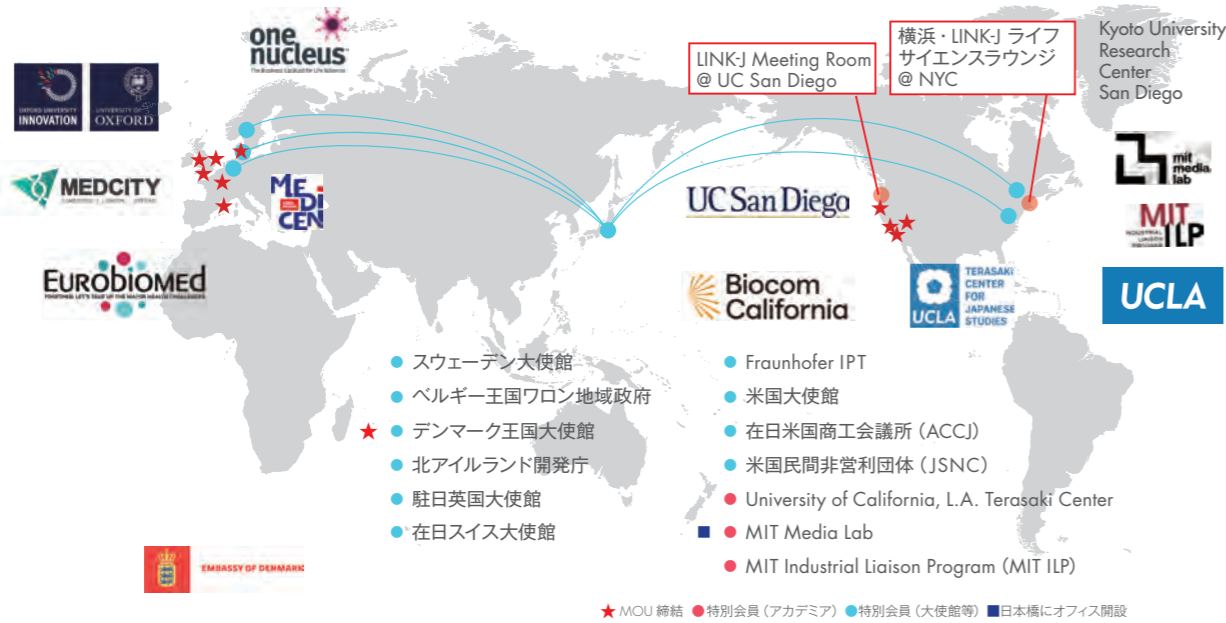 one
nucleus
The Business Catalyst for Life Science
OXFORD UNIVERSITY
INNOVATION
UNIVERSITY OF
OXFORD
MEDCITY
EUROBIOMED
ME
Di
CEN
EMBASSY OF DENMARK
LINK-J Meeting Room
@ UC San Diego
横浜・LINK-J ライフ
サイエンスラウンジ
@ NYC
Kyoto University
Research
Center
San Diego
mit
media
lab
MIT
ILP
UC San Diego
Biocom
California
UCLA
TERASAKI
CENTER
FOR
JAPANESE
STUDIES
UCLA
スウェーデン大使館
ベルギー王国ワロン地域政府
★ デンマーク王国大使館
北アイルランド開発庁
駐日英国大使館
在日スイス大使館
Fraunhofer IPT
米国大使館
在日米国商工会議所（ACCJ）
米国民間非営利団体（JSNC）
University of California, L.A. Terasaki Center
■ MIT Media Lab
MIT Industrial Liaison Program (MIT ILP)
★ MOU 締結 ●特別会員（アカデミア） ●特別会員（大使館等） ■日本橋にオフィス開設